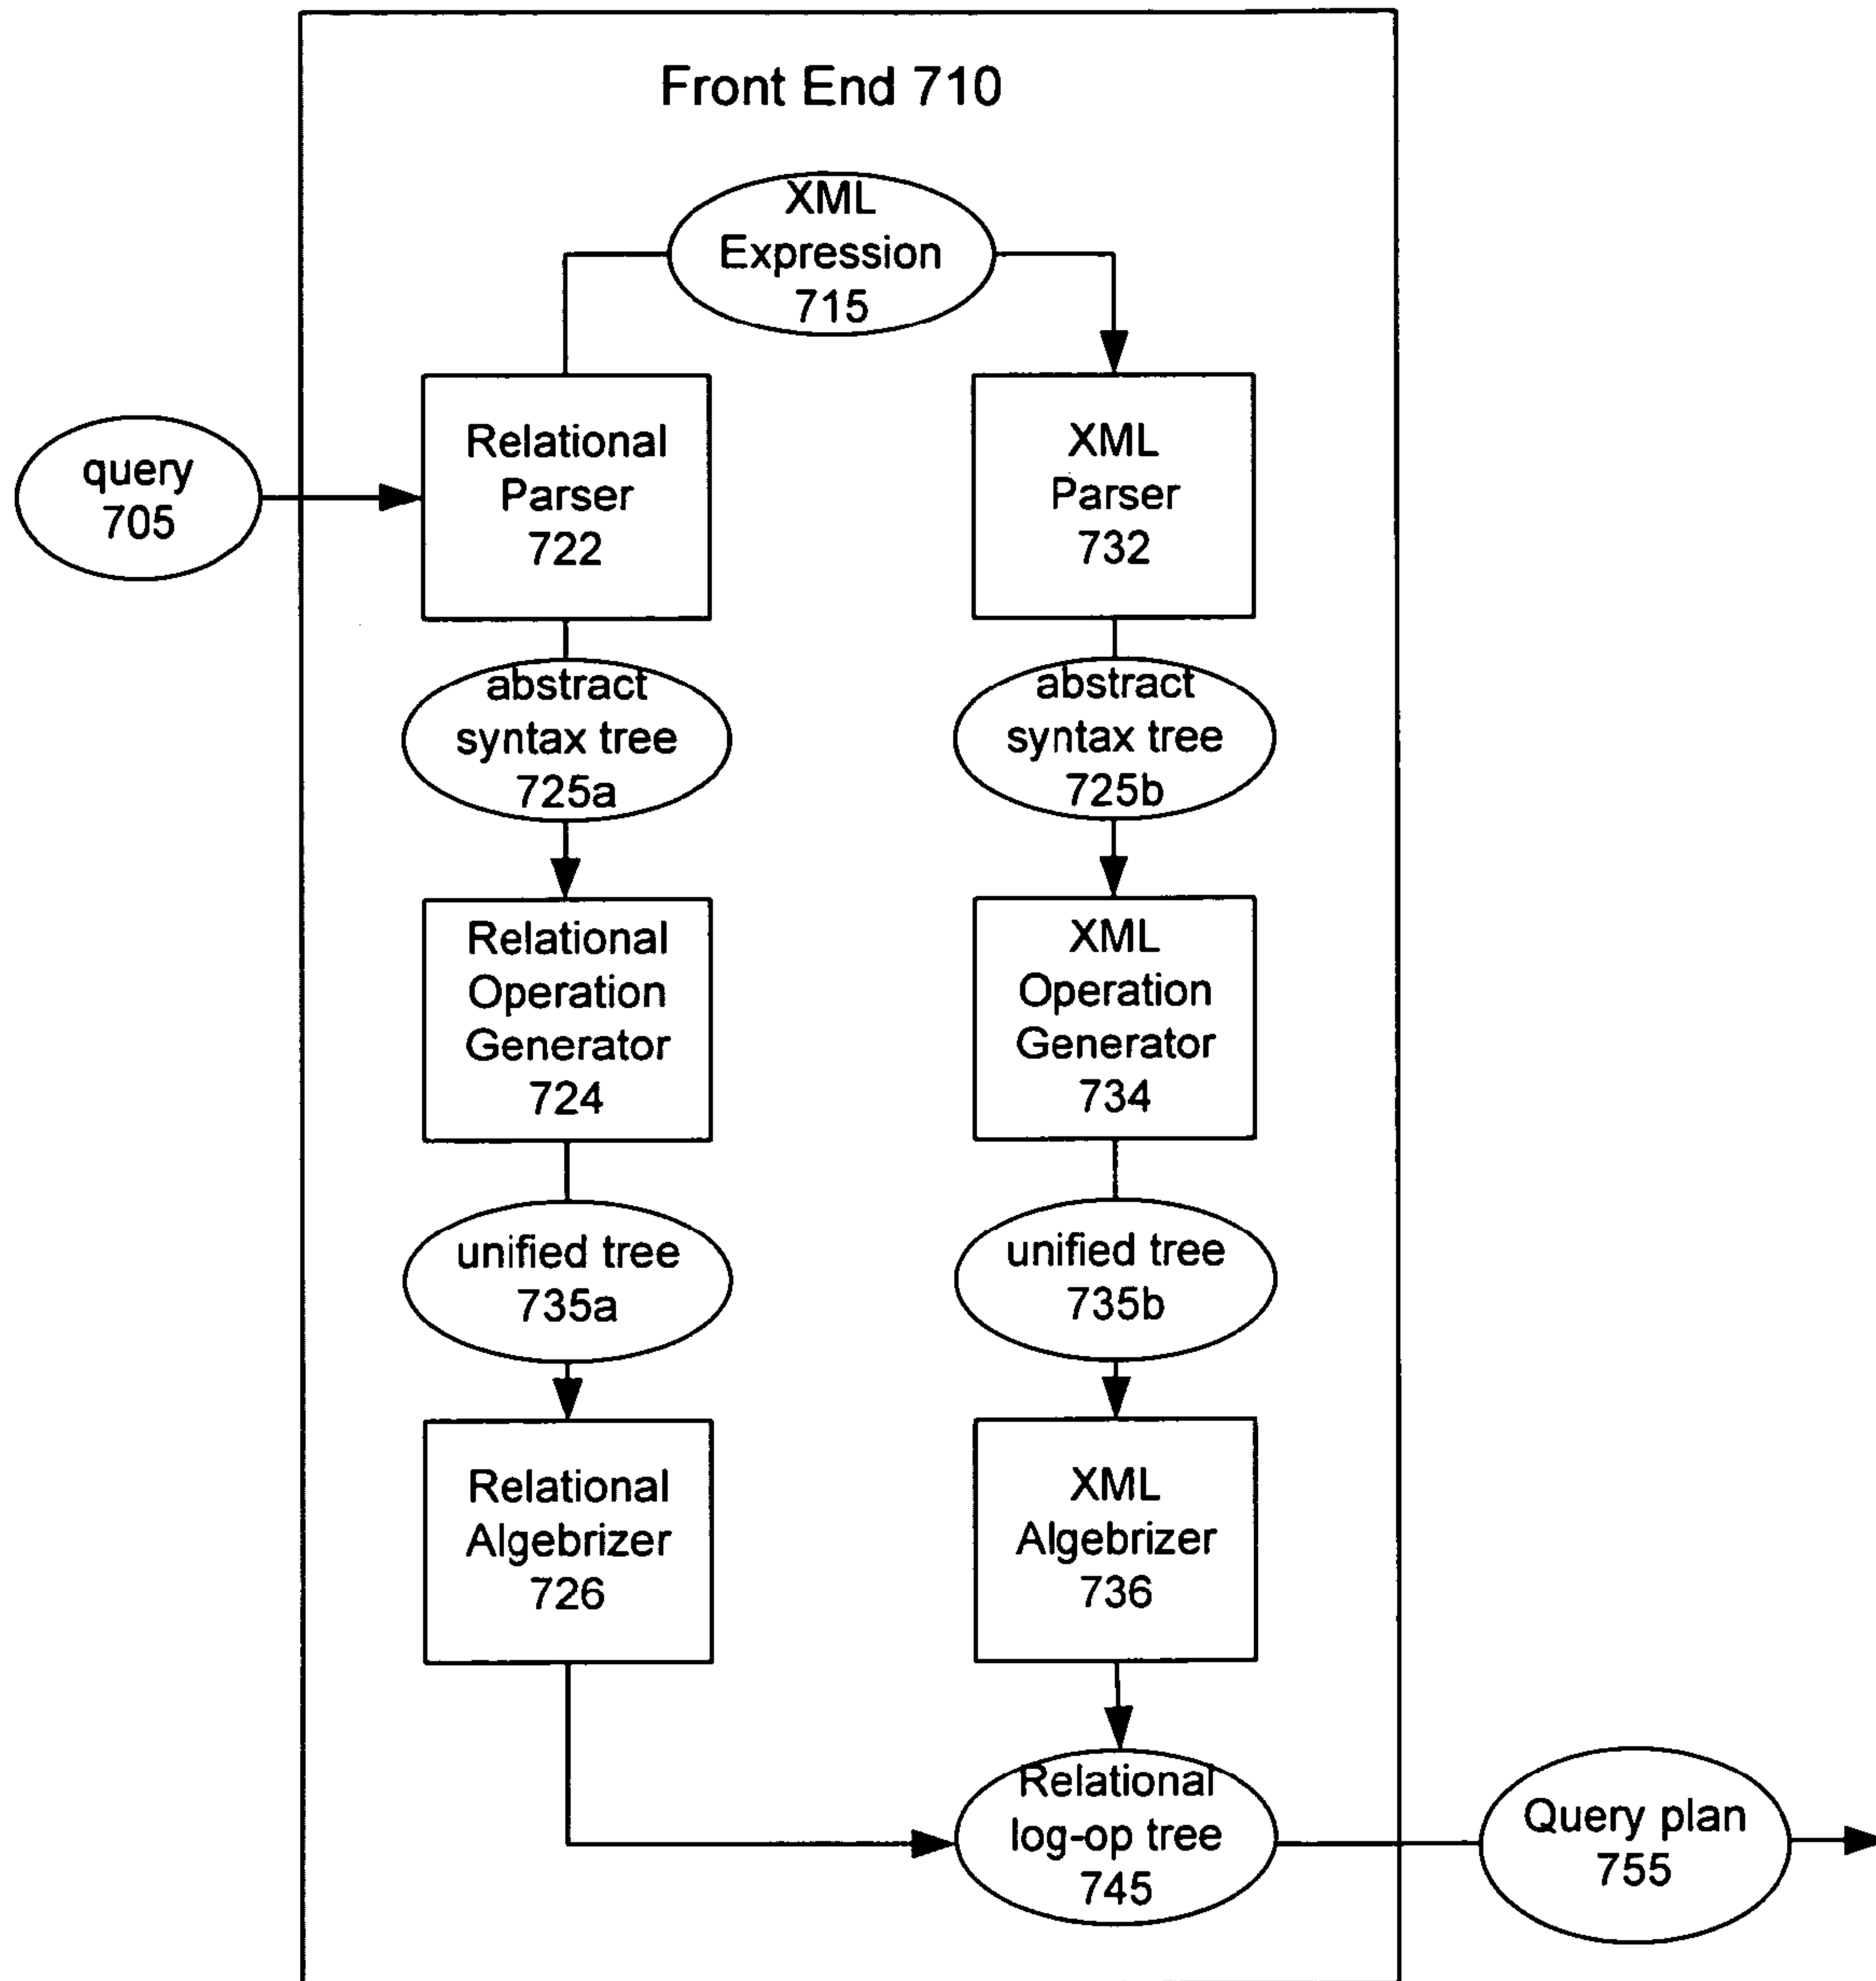 Front End 710
XML
Expression
715
query
705
Relational
Parser
722
XML
Parser
732
abstract
syntax tree
725a
abstract
syntax tree
725b
Relational
Operation
Generator
724
XML
Operation
Generator
734
unified tree
735a
unified tree
735b
Relational
Algebrizer
726
XML
Algebrizer
736
Relational
log-op tree
745
Query plan
755